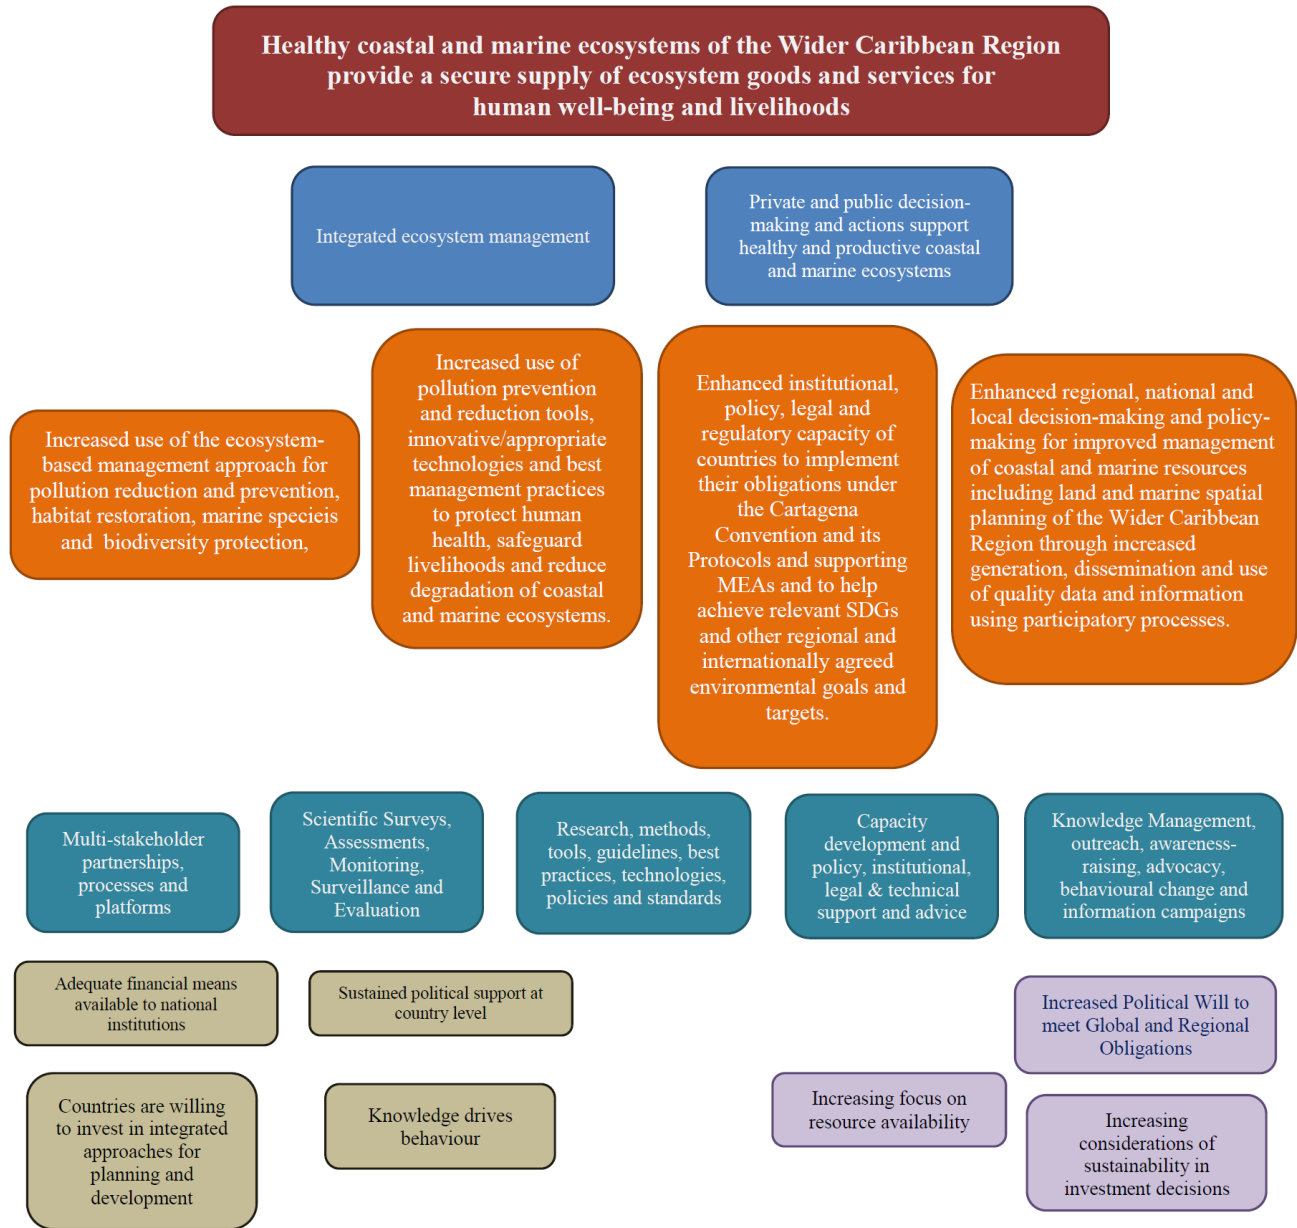 Healthy coastal and marine ecosystems of the Wider Caribbean Region
provide a secure supply of ecosystem goods and services for
human well-being and livelihoods
Integrated ecosystem management
Private and public decision-
making and actions support
healthy and productive coastal
and marine ecosystems
Increased use of the ecosystem-
based management approach for
pollution reduction and prevention,
habitat restoration, marine specieis
and biodiversity protection,
Increased use of
pollution prevention
and reduction tools,
innovative/appropriate
technologies and best
management practices
to protect human
health, safeguard
livelihoods and reduce
degradation of coastal
and marine ecosystems.
Enhanced institutional,
policy, legal and
regulatory capacity of
countries to implement
their obligations under
the Cartagena
Convention and its
Protocols and supporting
MEAs and to help
achieve relevant SDGs
and other regional and
internationally agreed
environmental goals and
targets.
Enhanced regional, national and
local decision-making and policy-
making for improved management
of coastal and marine resources
including land and marine spatial
planning of the Wider Caribbean
Region through increased
generation, dissemination and use
of quality data and information
using participatory processes.
Multi-stakeholder
partnerships,
processes and
platforms
Scientific Surveys,
Assessments,
Monitoring,
Surveillance and
Evaluation
Research, methods,
tools, guidelines, best
practices, technologies,
policies and standards
Capacity
development and
policy, institutional,
legal & technical
support and advice
Knowledge Management,
outreach, awareness-
raising, advocacy,
behavioural change and
information campaigns
Adequate financial means
available to national
institutions
Sustained political support at
country level
Increased Political Will to
meet Global and Regional
Obligations
Countries are willing
to invest in integrated
approaches for
planning and
development
Knowledge drives
behaviour
Increasing focus on
resource availability
Increasing
considerations of
sustainability in
investment decisions